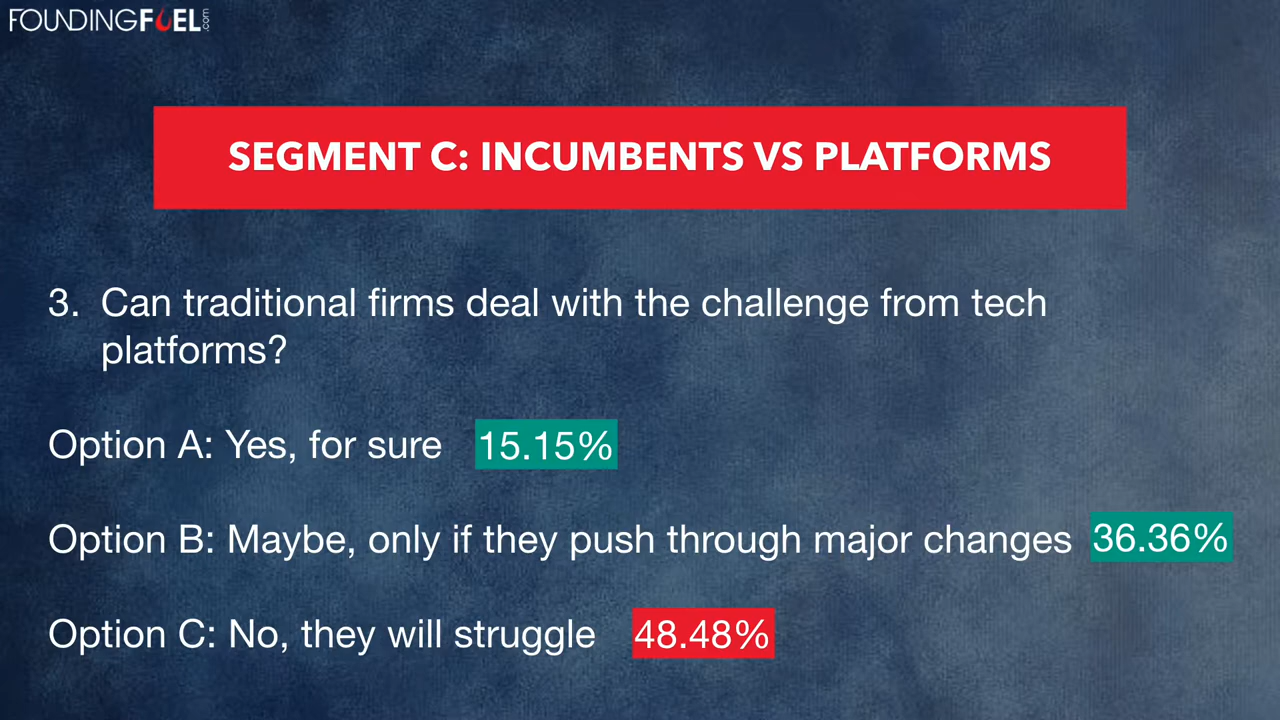 FOUNDINGFUEL.com
SEGMENT C: INCUMBENTS VS PLATFORMS
3. Can traditional firms deal with the challenge from tech
platforms?
Option A: Yes, for sure 15.15%
Option B: Maybe, only if they push through major changes 36.36%
Option C: No, they will struggle 48.48%